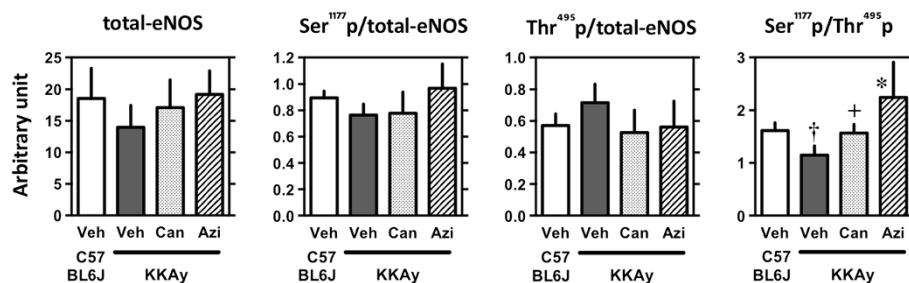 total-eNOS
Ser¹¹⁷⁷p/total-eNOS
Thr⁴⁹⁵p/total-eNOS
Ser¹¹⁷⁷p/Thr⁴⁹⁵p
Arbitrary unit
25
20
15
10
5
0
1.2
1.0
0.8
0.6
0.4
0.2
0.0
1.0
0.8
0.6
0.4
0.2
0.0
3
2
1
0
†
+
*
Veh Veh Can Azi
Veh Veh Can Azi
Veh Veh Can Azi
Veh Veh Can Azi
C57
BL6J
KKAy
C57
BL6J
KKAy
C57
BL6J
KKAy
C57
BL6J
KKAy